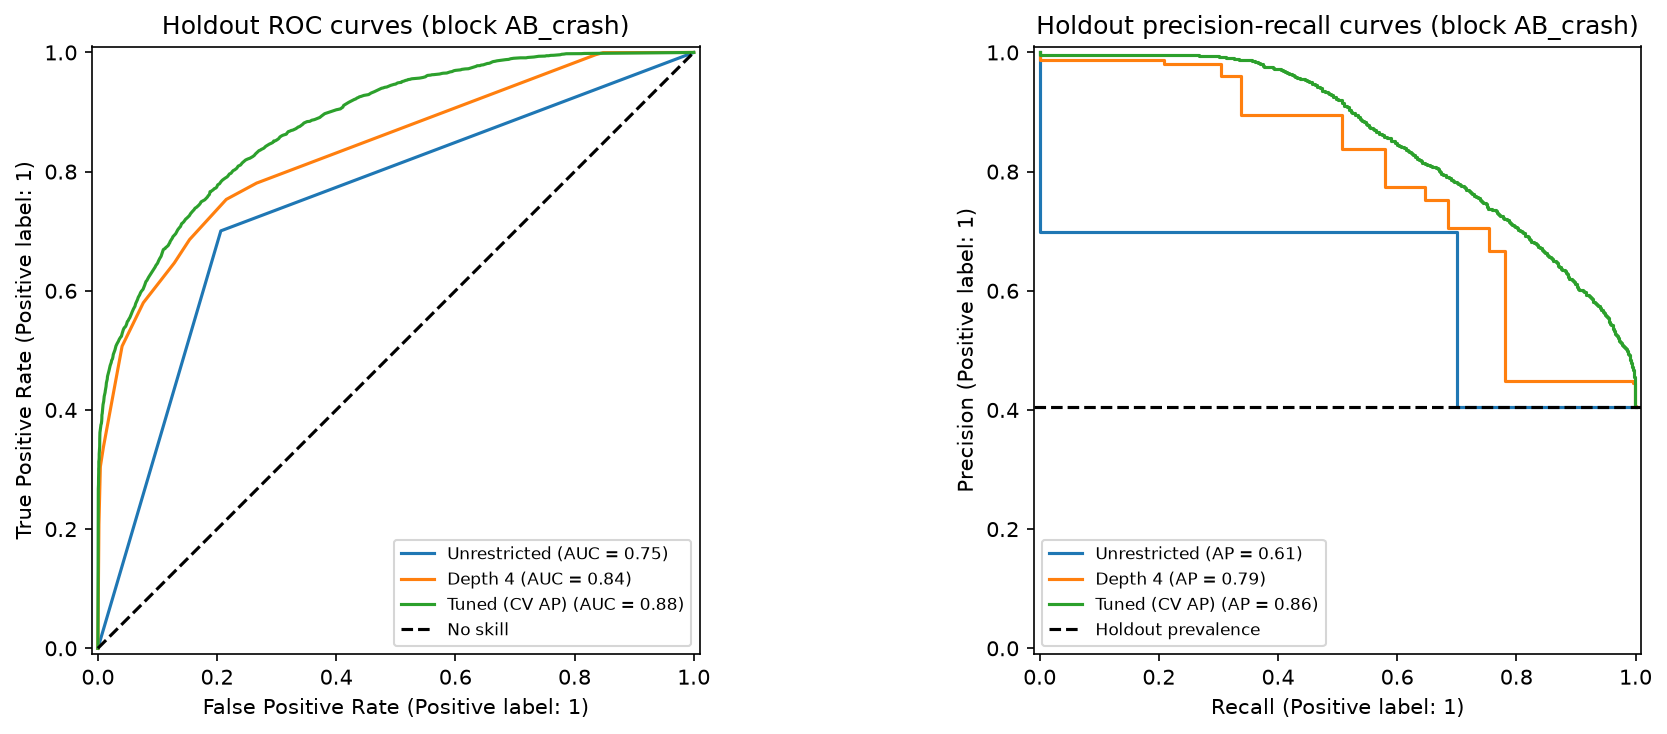 Holdout ROC curves (block AB_crash)
1.0
0.8
0.6
0.4
0.2
0.0
True Positive Rate (Positive label: 1)
0.0 0.2 0.4 0.6 0.8 1.0
False Positive Rate (Positive label: 1)
Unrestricted (AUC = 0.75)
Depth 4 (AUC = 0.84)
Tuned (CV AP) (AUC = 0.88)
No skill
Holdout precision-recall curves (block AB_crash)
1.0
0.8
0.6
0.4
0.2
0.0
Precision (Positive label: 1)
0.0 0.2 0.4 0.6 0.8 1.0
Recall (Positive label: 1)
Unrestricted (AP = 0.61)
Depth 4 (AP = 0.79)
Tuned (CV AP) (AP = 0.86)
Holdout prevalence